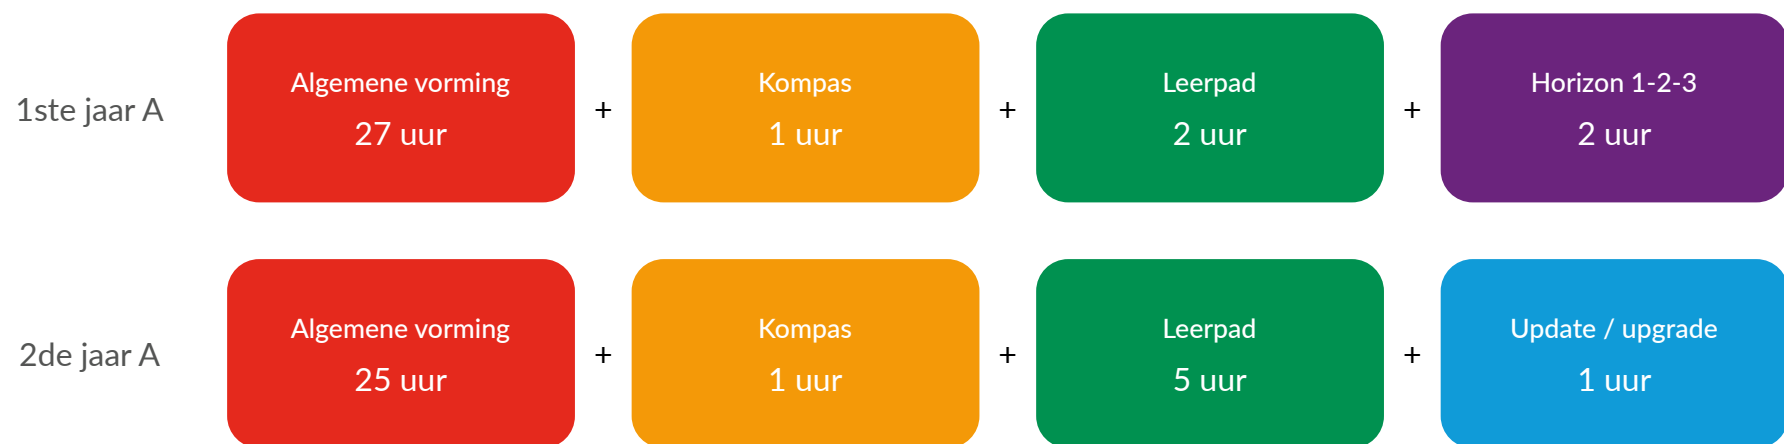 1ste jaar A
Algemene vorming
27 uur
+
Kompas
1 uur
+
Leerpad
2 uur
+
Horizon 1-2-3
2 uur
2de jaar A
Algemene vorming
25 uur
+
Kompas
1 uur
+
Leerpad
5 uur
+
Update / upgrade
1 uur